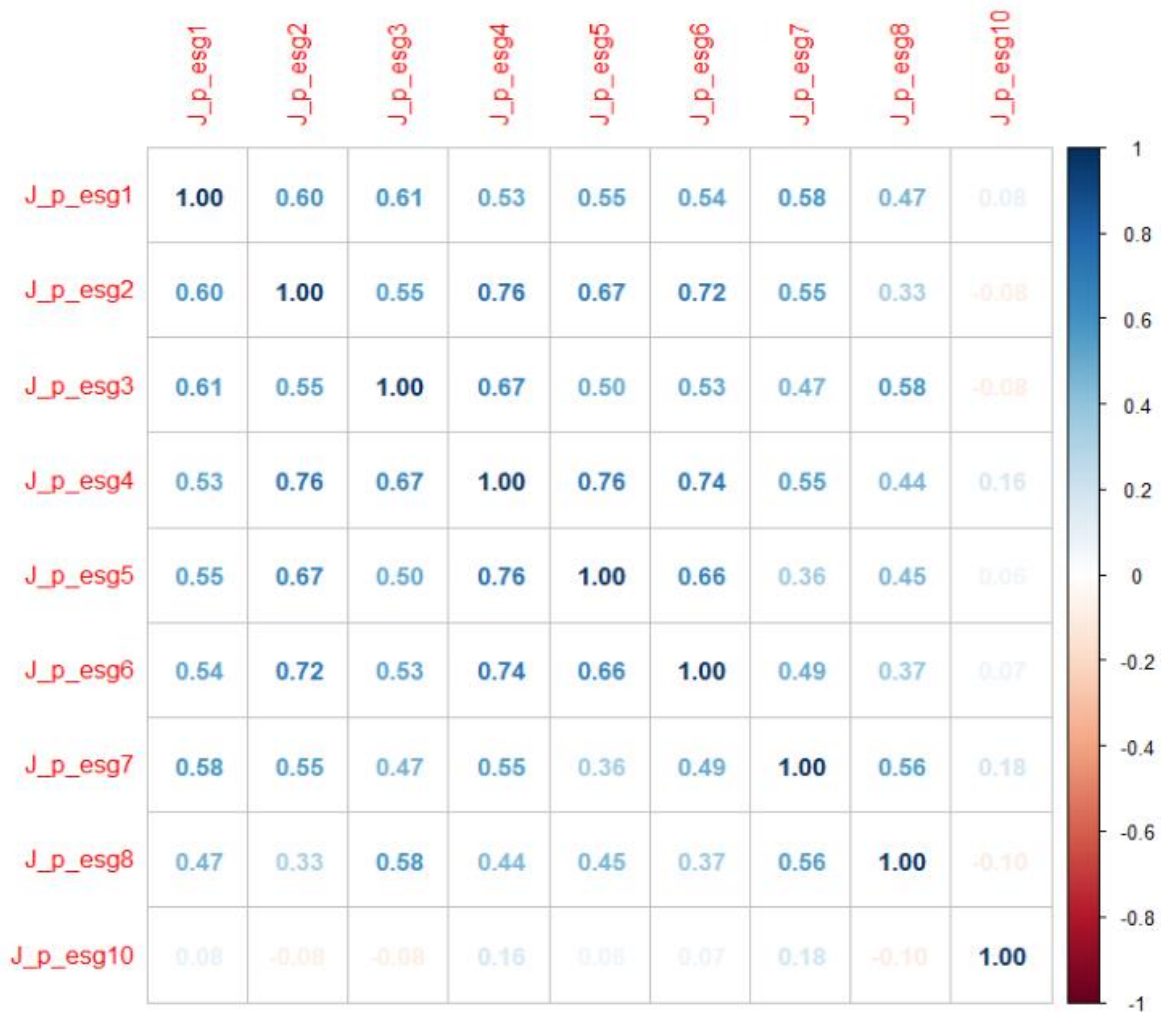 J_p_esg1 J_p_esg2 J_p_esg3 J_p_esg4 J_p_esg5 J_p_esg6 J_p_esg7 J_p_esg8 J_p_esg10
J_p_esg1 1.00 0.60 0.61 0.53 0.55 0.54 0.58 0.47 0.08
J_p_esg2 0.60 1.00 0.55 0.76 0.67 0.72 0.55 0.33 -0.08
J_p_esg3 0.61 0.55 1.00 0.67 0.50 0.53 0.47 0.58 -0.08
J_p_esg4 0.53 0.76 0.67 1.00 0.76 0.74 0.55 0.44 0.16
J_p_esg5 0.55 0.67 0.50 0.76 1.00 0.66 0.36 0.45 0.06
J_p_esg6 0.54 0.72 0.53 0.74 0.66 1.00 0.49 0.37 0.07
J_p_esg7 0.58 0.55 0.47 0.55 0.36 0.49 1.00 0.56 0.18
J_p_esg8 0.47 0.33 0.58 0.44 0.45 0.37 0.56 1.00 -0.10
J_p_esg10 0.08 -0.08 -0.08 0.16 0.06 0.07 0.18 -0.10 1.00
1
0.8
0.6
0.4
0.2
0
-0.2
-0.4
-0.6
-0.8
-1